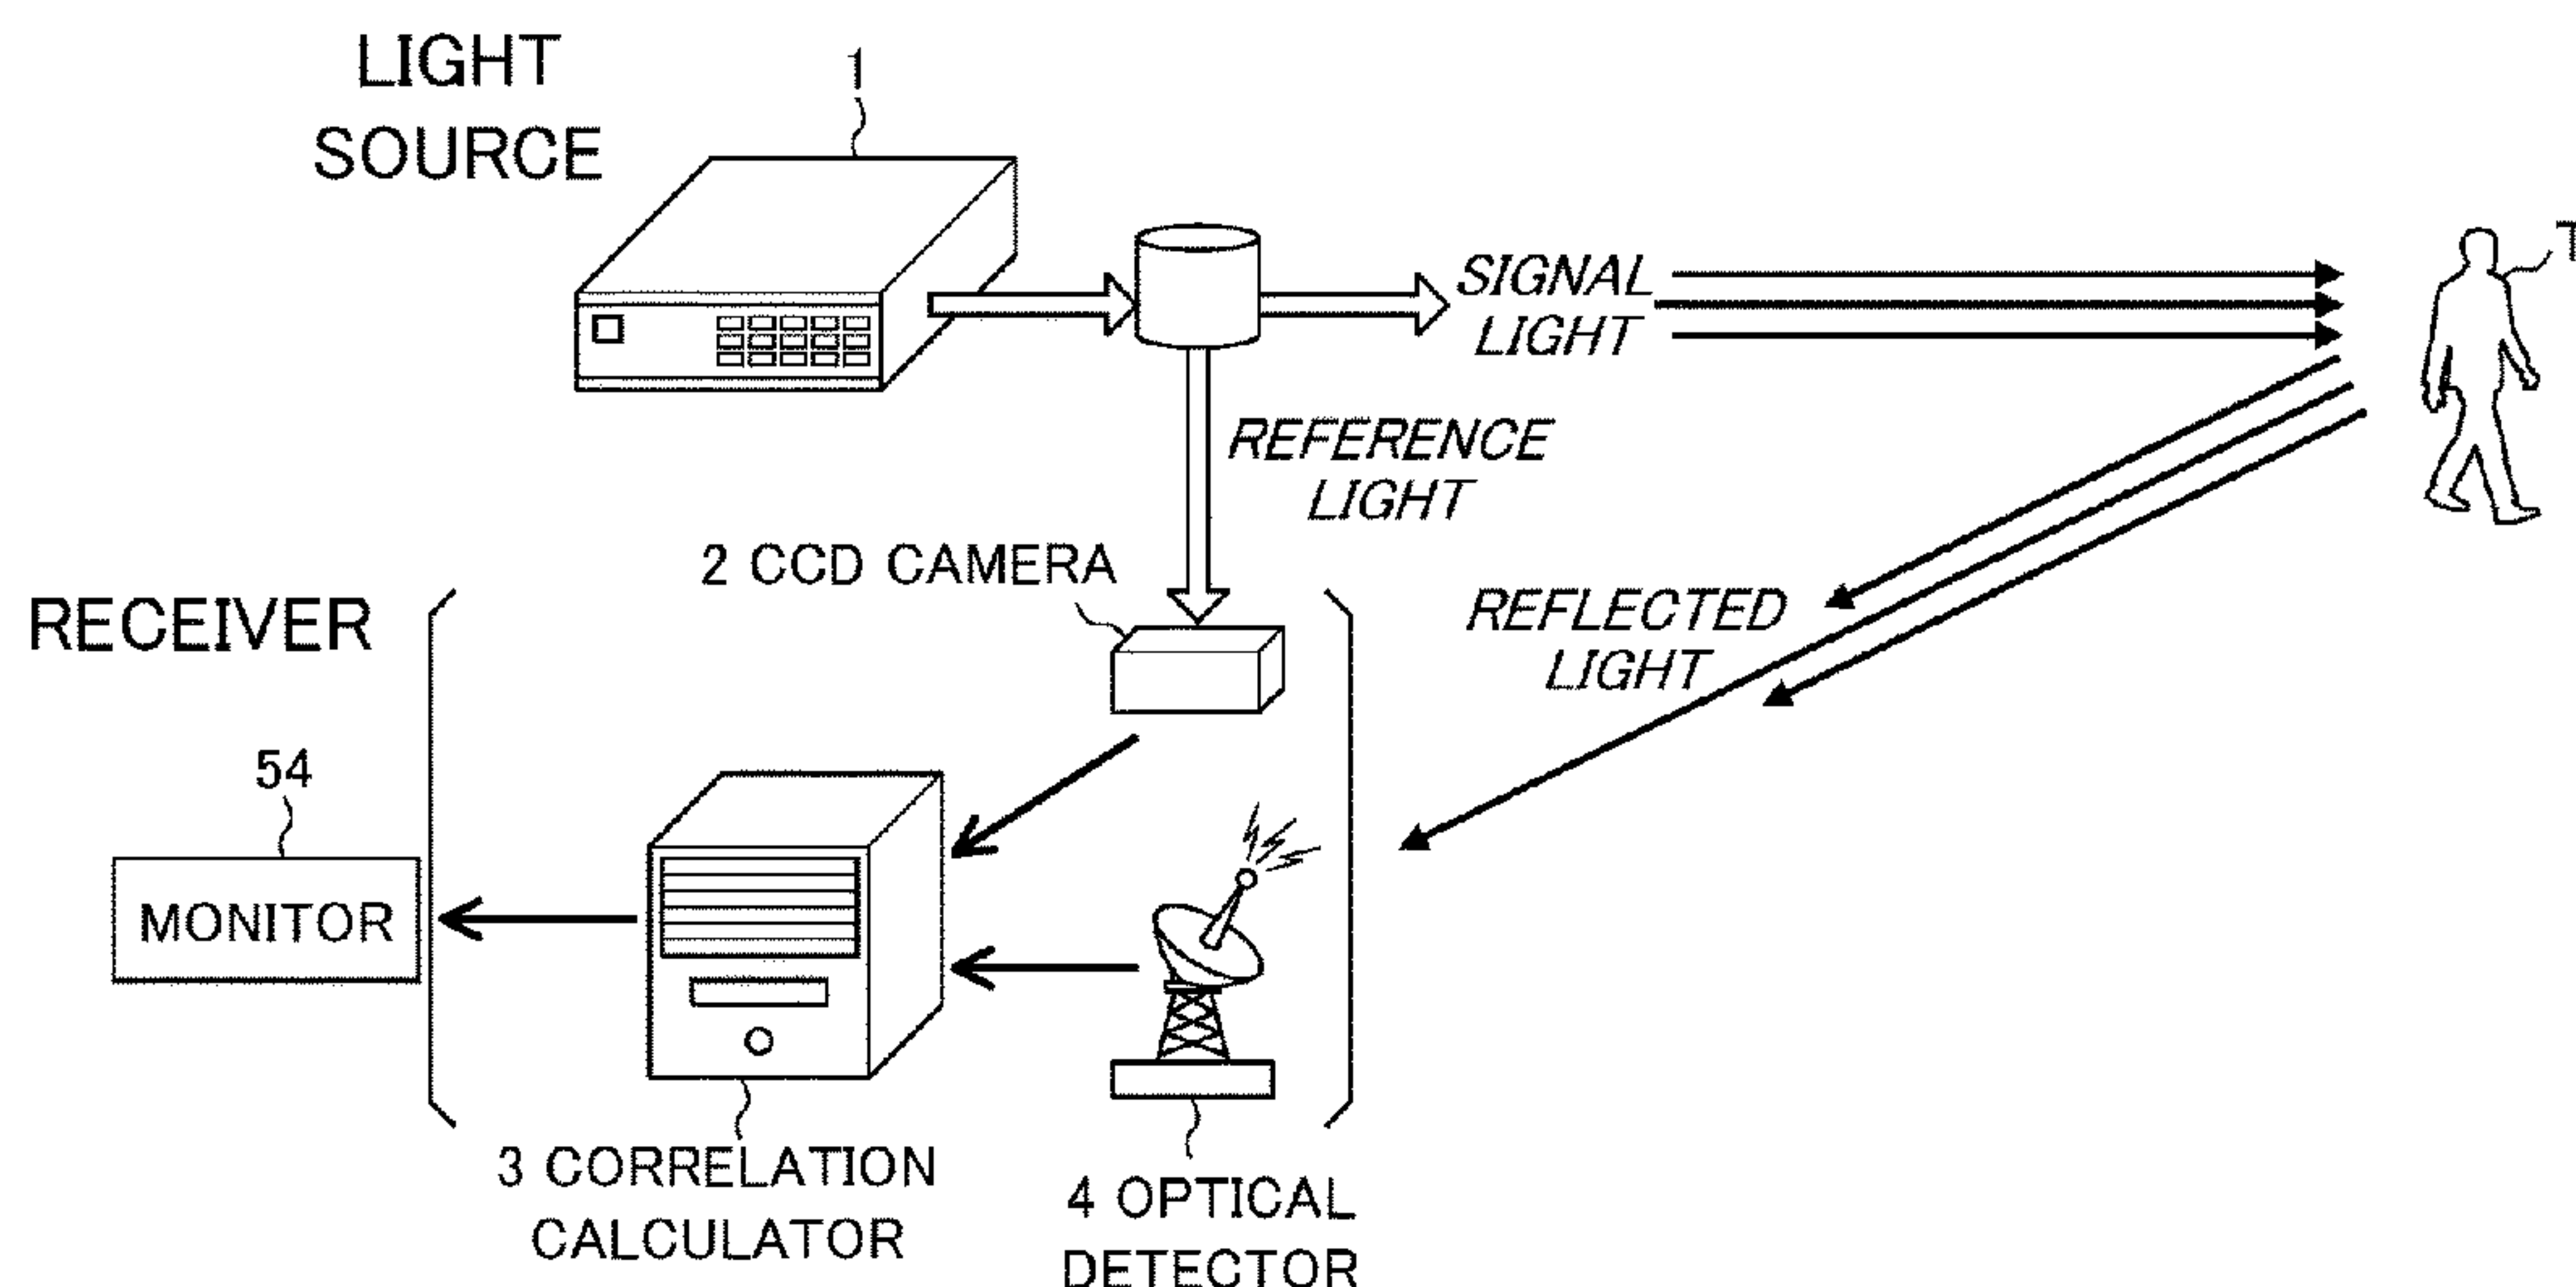 LIGHT
SOURCE
1
SIGNAL
LIGHT
T
REFERENCE
LIGHT
2 CCD CAMERA
RECEIVER
REFLECTED
LIGHT
54
MONITOR
3 CORRELATION
CALCULATOR
4 OPTICAL
DETECTOR